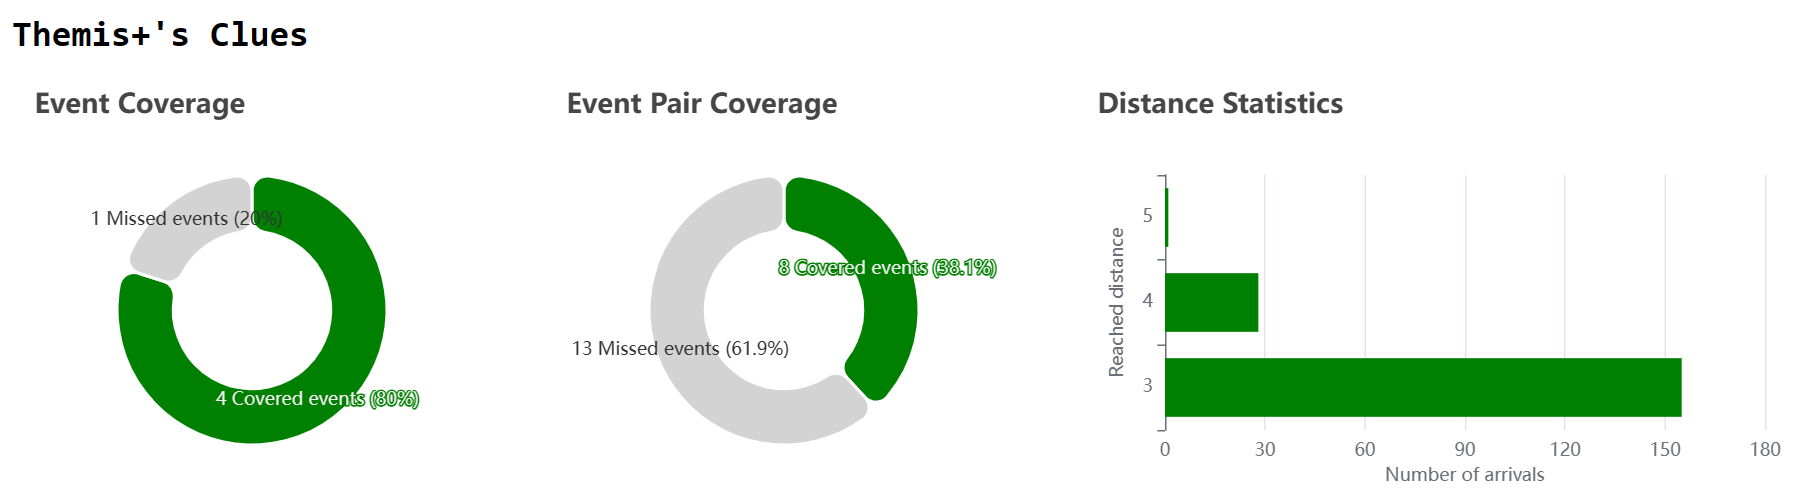 Themis+'s Clues
Event Coverage
1 Missed events (20%)
4 Covered events (80%)
Event Pair Coverage
8 Covered events (38.1%)
13 Missed events (61.9%)
Distance Statistics
Reached distance
5
4
3
0 30 60 90 120 150 180
Number of arrivals